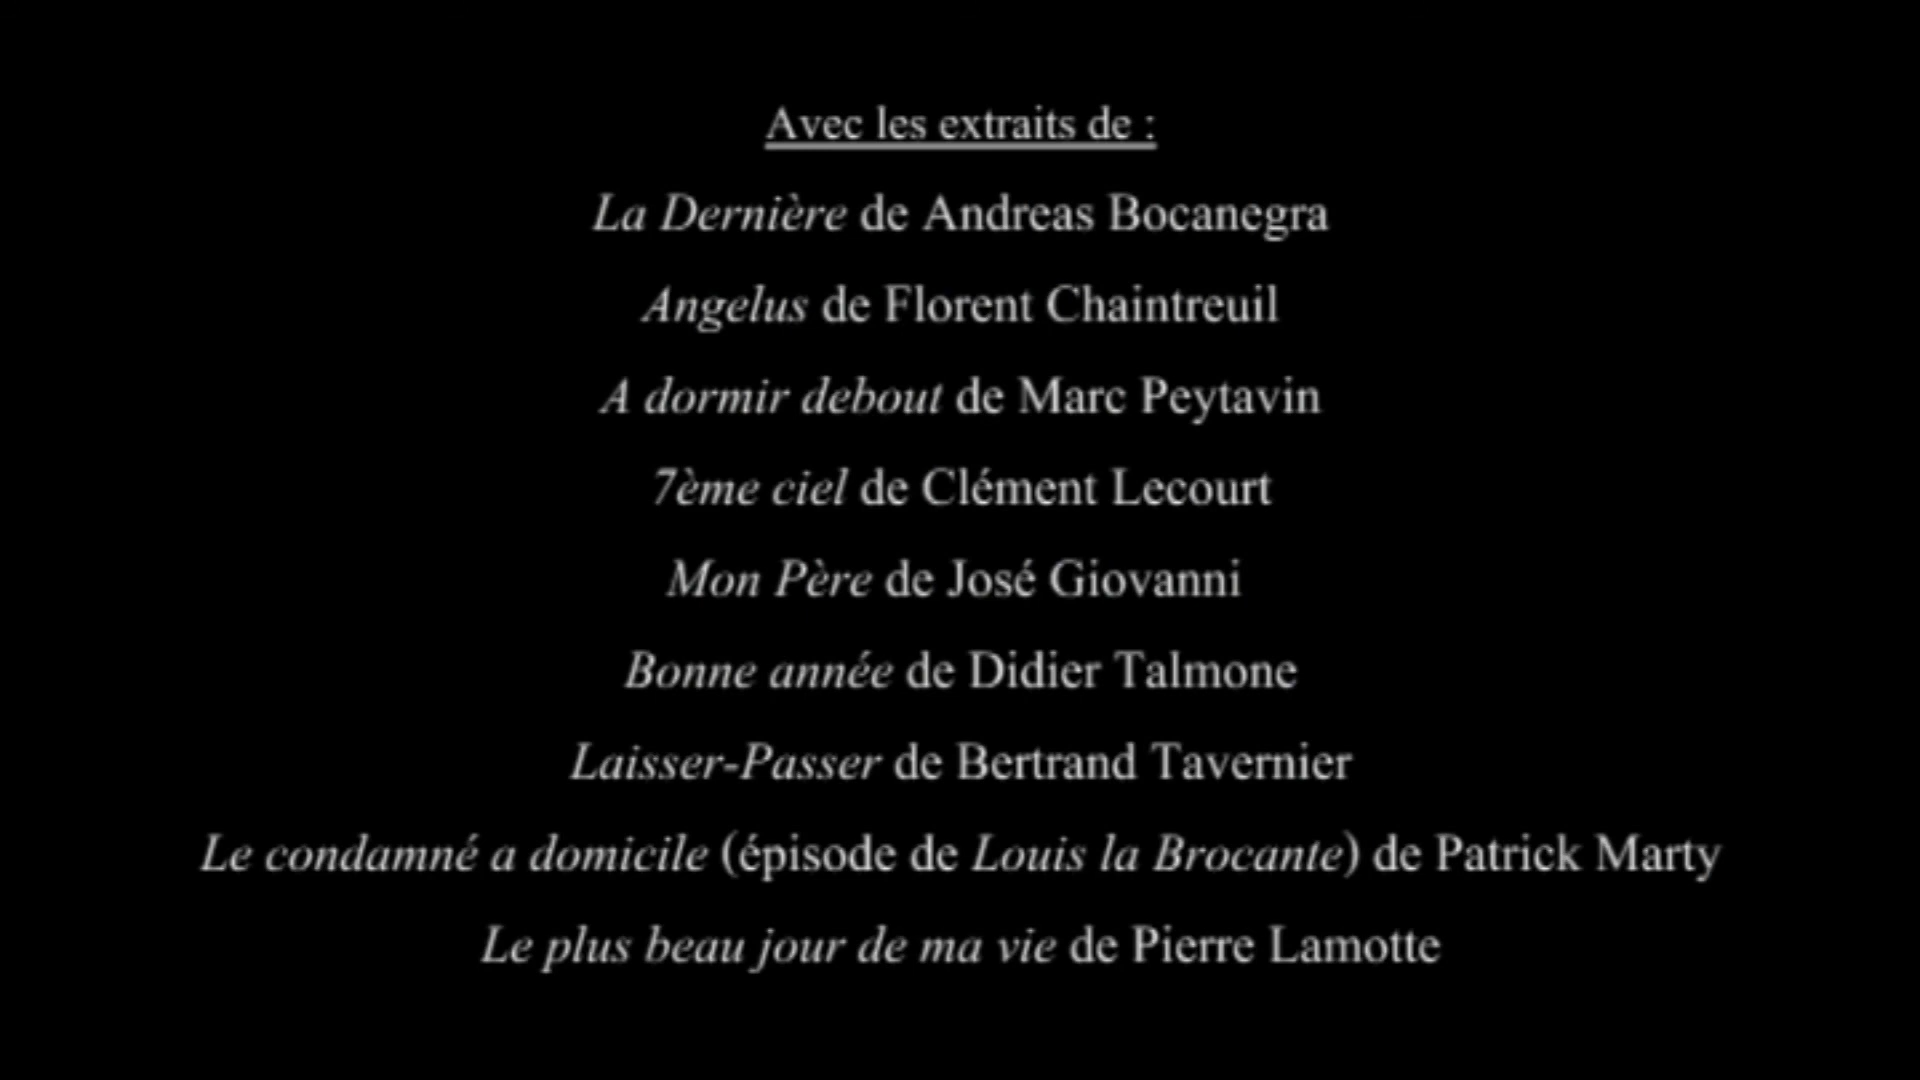 Avec les extraits de :
La Dernière de Andreas Bocanegra
Angelus de Florent Chaintreuil
A dormir debout de Marc Peytavin
7ème ciel de Clément Lecourt
Mon Père de José Giovanni
Bonne année de Didier Talmone
Laisser-Passer de Bertrand Tavernier
Le condamné a domicile (épisode de Louis la Brocante) de Patrick Marty
Le plus beau jour de ma vie de Pierre Lamotte